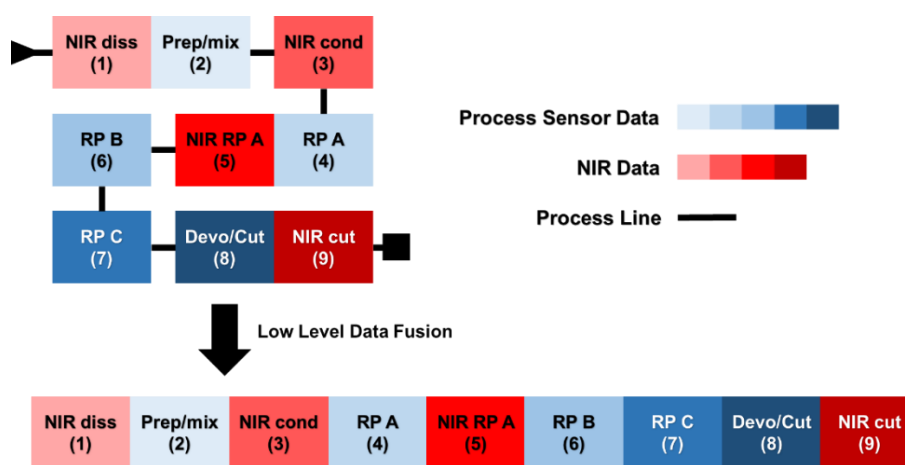 NIR diss
(1)
Prep/mix
(2)
NIR cond
(3)
RP B
(6)
NIR RP A
(5)
RP A
(4)
RP C
(7)
Devo/Cut
(8)
NIR cut
(9)
Process Sensor Data
NIR Data
Process Line
Low Level Data Fusion
NIR diss
(1)
Prep/mix
(2)
NIR cond
(3)
RP A
(4)
NIR RP A
(5)
RP B
(6)
RP C
(7)
Devo/Cut
(8)
NIR cut
(9)